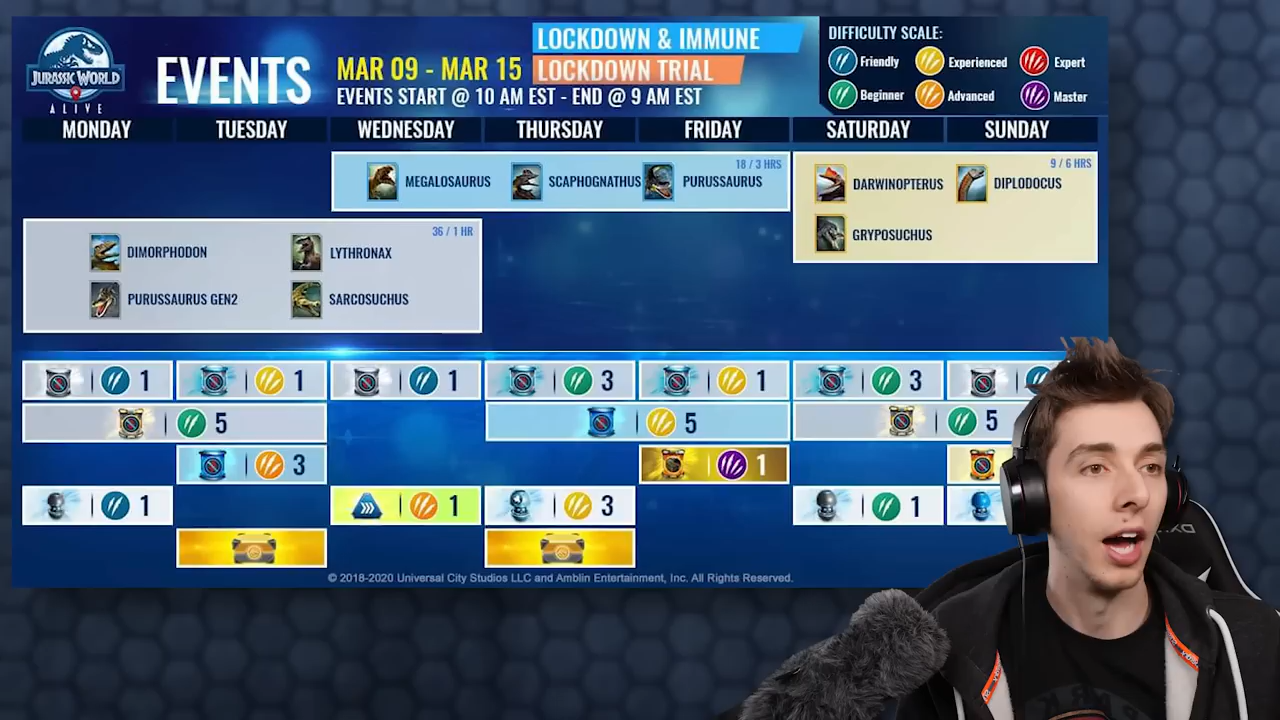 JURASSIC WORLD
ALIVE
EVENTS
LOCKDOWN & IMMUNE
MAR 09 - MAR 15
LOCKDOWN TRIAL
EVENTS START @ 10 AM EST - END @ 9 AM EST
DIFFICULTY SCALE:
Friendly
Experienced
Expert
Beginner
Advanced
Master
MONDAY
TUESDAY
WEDNESDAY
THURSDAY
FRIDAY
SATURDAY
SUNDAY
18 / 3 HRS
MEGALOSAURUS
SCAPHOGNATHUS
PURUSSAURUS
9 / 6 HRS
DARWINOPTERUS
DIPLODOCUS
GRYPOSUCHUS
36 / 1 HR
DIMORPHODON
LYTHRONAX
PURUSSAURUS GEN2
SARCOSUCHUS
| 1
| 1
| 1
| 3
| 1
| 3
|
| 5
| 5
| 5
| 3
| 1
| 1
| 1
| 3
| 1
© 2018-2020 Universal City Studios LLC and Amblin Entertainment, Inc. All Rights Reserved.